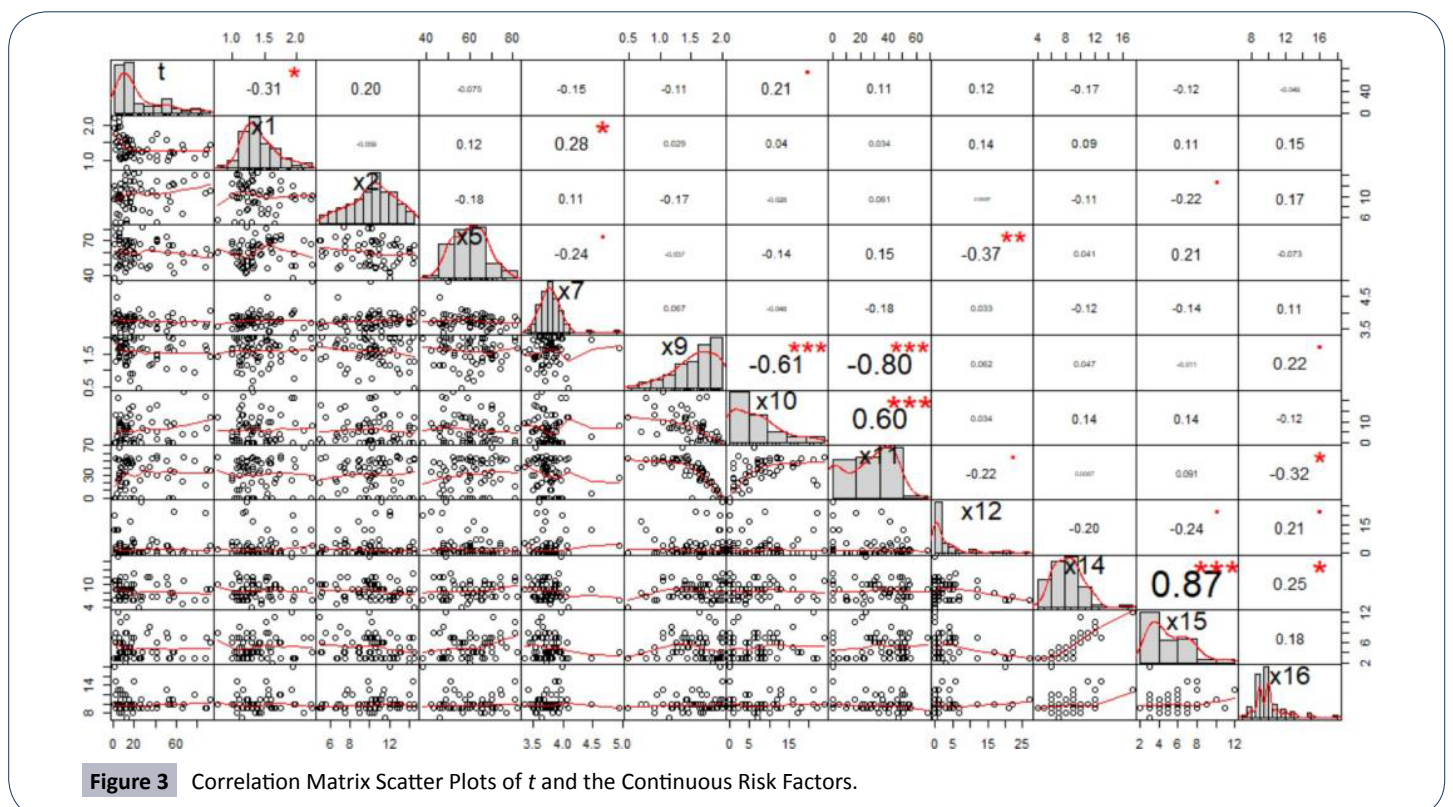 1.0 1.5 2.0 40 60 80 0.5 1.0 1.5 2.0 0 20 40 60 4 8 12 16 8 12 16
t -0.31 * 0.20 -0.075 -0.15 -0.11 0.21 . 0.11 0.12 -0.17 -0.12 0 40
1.0 2.0 x1 0.12 0.28 * 0.029 0.04 0.034 0.14 0.09 0.11 0.15
x2 -0.18 0.11 -0.17 0.061 -0.11 -0.22 . 0.17 6 10
40 70 x5 -0.24 . -0.14 0.15 -0.37 ** 0.041 0.21 -0.073
x7 0.067 -0.18 0.033 -0.12 -0.14 0.11 3.5 4.5
0.5 1.5 x9 -0.61 *** -0.80 *** 0.062 0.047 -0.011 0.22 .
x10 0.60 *** 0.034 0.14 0.14 -0.12 0 10
0 30 70 -0.22 . 0.091 -0.32 *
x12 -0.20 -0.24 . 0.21 . 0 15
4 10 x14 0.87 *** 0.25 *
x15 0.18 2 6 12
8 14 x16
0 20 60 6 8 12 3.5 4.0 4.5 5.0 0 5 15 0 5 15 25 2 4 6 8 12
Figure 3 Correlation Matrix Scatter Plots of t and the Continuous Risk Factors.